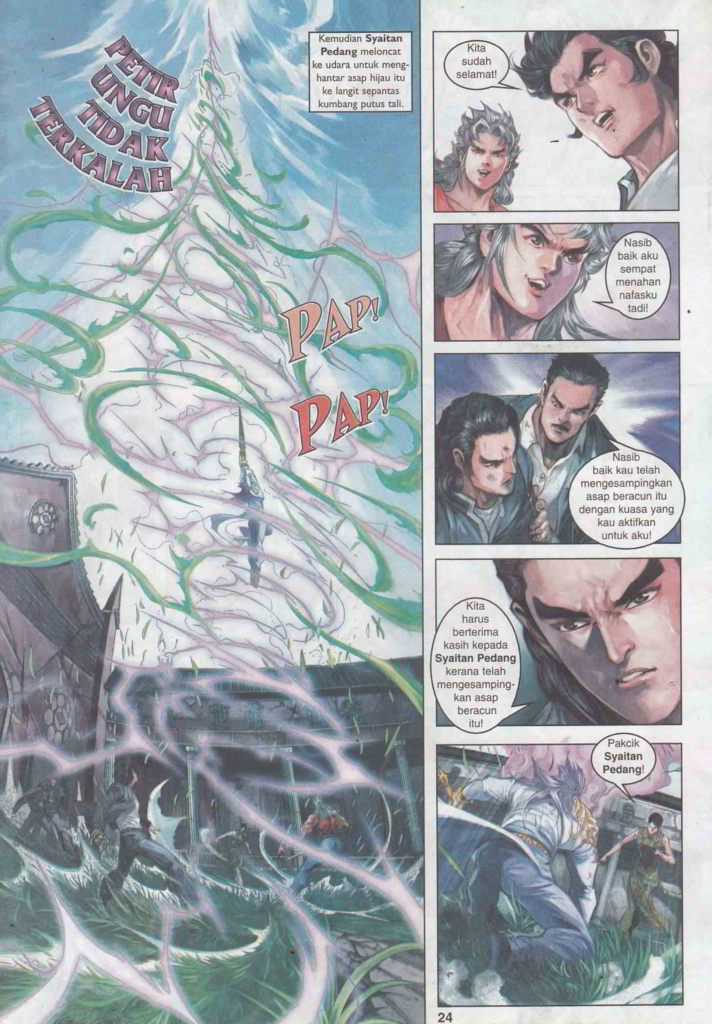 Kemudian Syaitan
Pedang meloncat
ke udara untuk meng-
hantar asap hijau itu
ke langit sepantas
kumbang putus tali.
PETIR
UNGU
TIDAK
TERKALAH
PAP!
PAP!
Kita
sudah
selamat!
Nasib
baik aku
sempat
menahan
nafasku
tadi!
Nasib
baik kau telah
mengesampingkan
asap beracun itu
dengan kuasa yang
kau aktifkan
untuk aku!
Kita
harus
berterima
kasih kepada
Syaitan Pedang
kerana telah
mengesamping-
kan asap
beracun
itu!
Pakcik
Syaitan
Pedang!
24